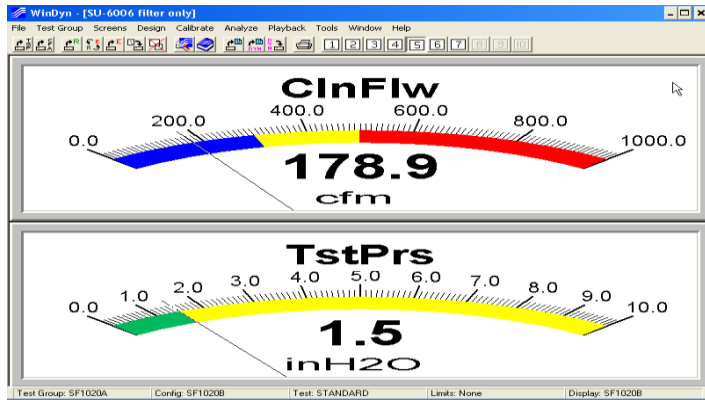 WinDyn - [SU-6006 filter only]
File Test Group Screens Design Calibrate Analyze Playback Tools Window Help
1 2 3 4 5 6 7 8 9 10
ClnFlw
0.0 200.0 400.0 600.0 800.0 1000.0
178.9
cfm
TstPrs
0.0 1.0 2.0 3.0 4.0 5.0 6.0 7.0 8.0 9.0 10.0
1.5
inH2O
Test Group: SF1020A Config: SF1020B Test: STANDARD Limits: None Display: SF1020B